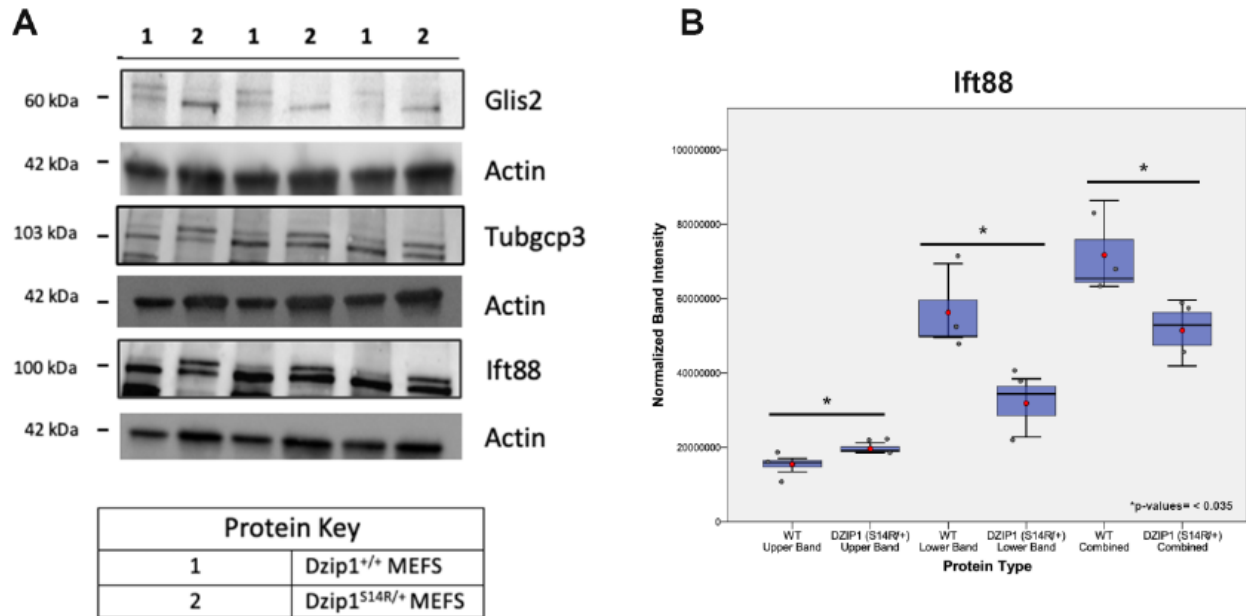 A
1 2 1 2 1 2
60 kDa
Glis2
42 kDa
Actin
103 kDa
Tubgcp3
42 kDa
Actin
100 kDa
Ift88
42 kDa
Actin
Protein Key
1 Dzip1+/+ MEFS
2 Dzip1S14R/+ MEFS
B
Ift88
Normalized Band Intensity
100000000
80000000
60000000
40000000
20000000
0
*
*
*
*p-values= < 0.035
WT
Upper Band
DZIP1 (S14R/+)
Upper Band
WT
Lower Band
DZIP1 (S14R/+)
Lower Band
WT
Combined
DZIP1 (S14R/+)
Combined
Protein Type